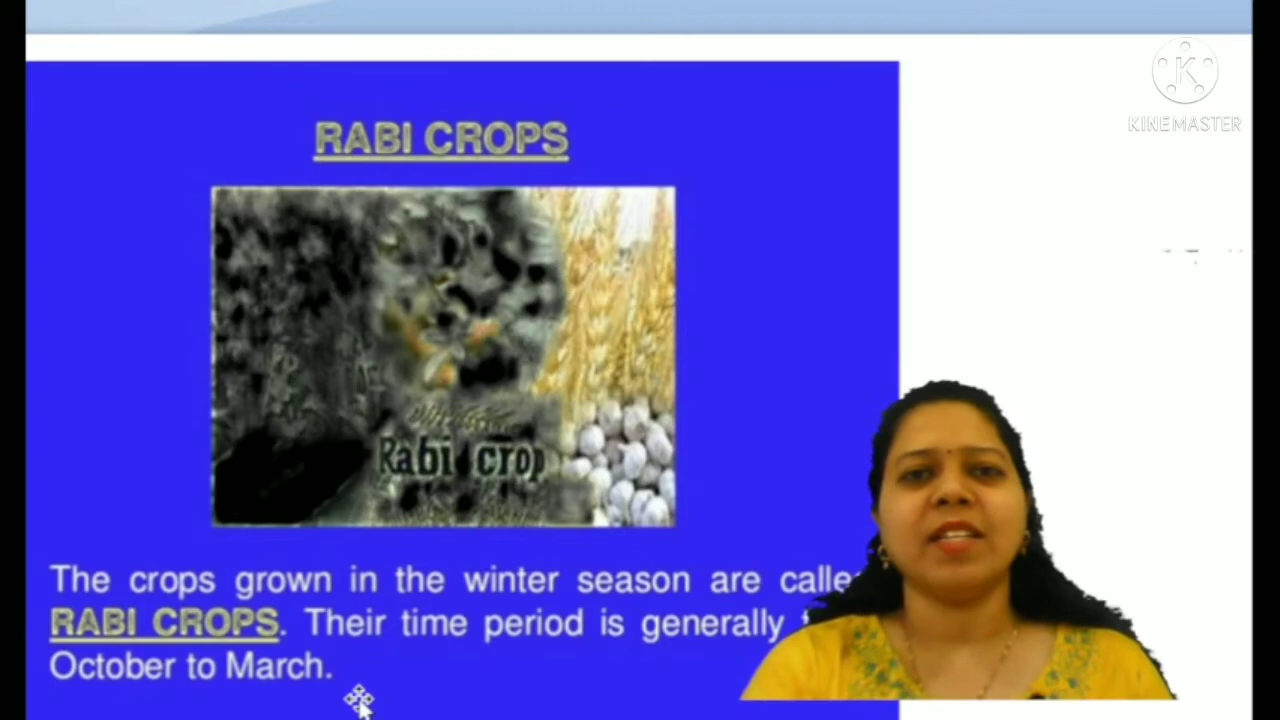 KINEMASTER
RABI CROPS
Rabi crop
The crops grown in the winter season are
RABI CROPS. Their time period is generally
October to March.